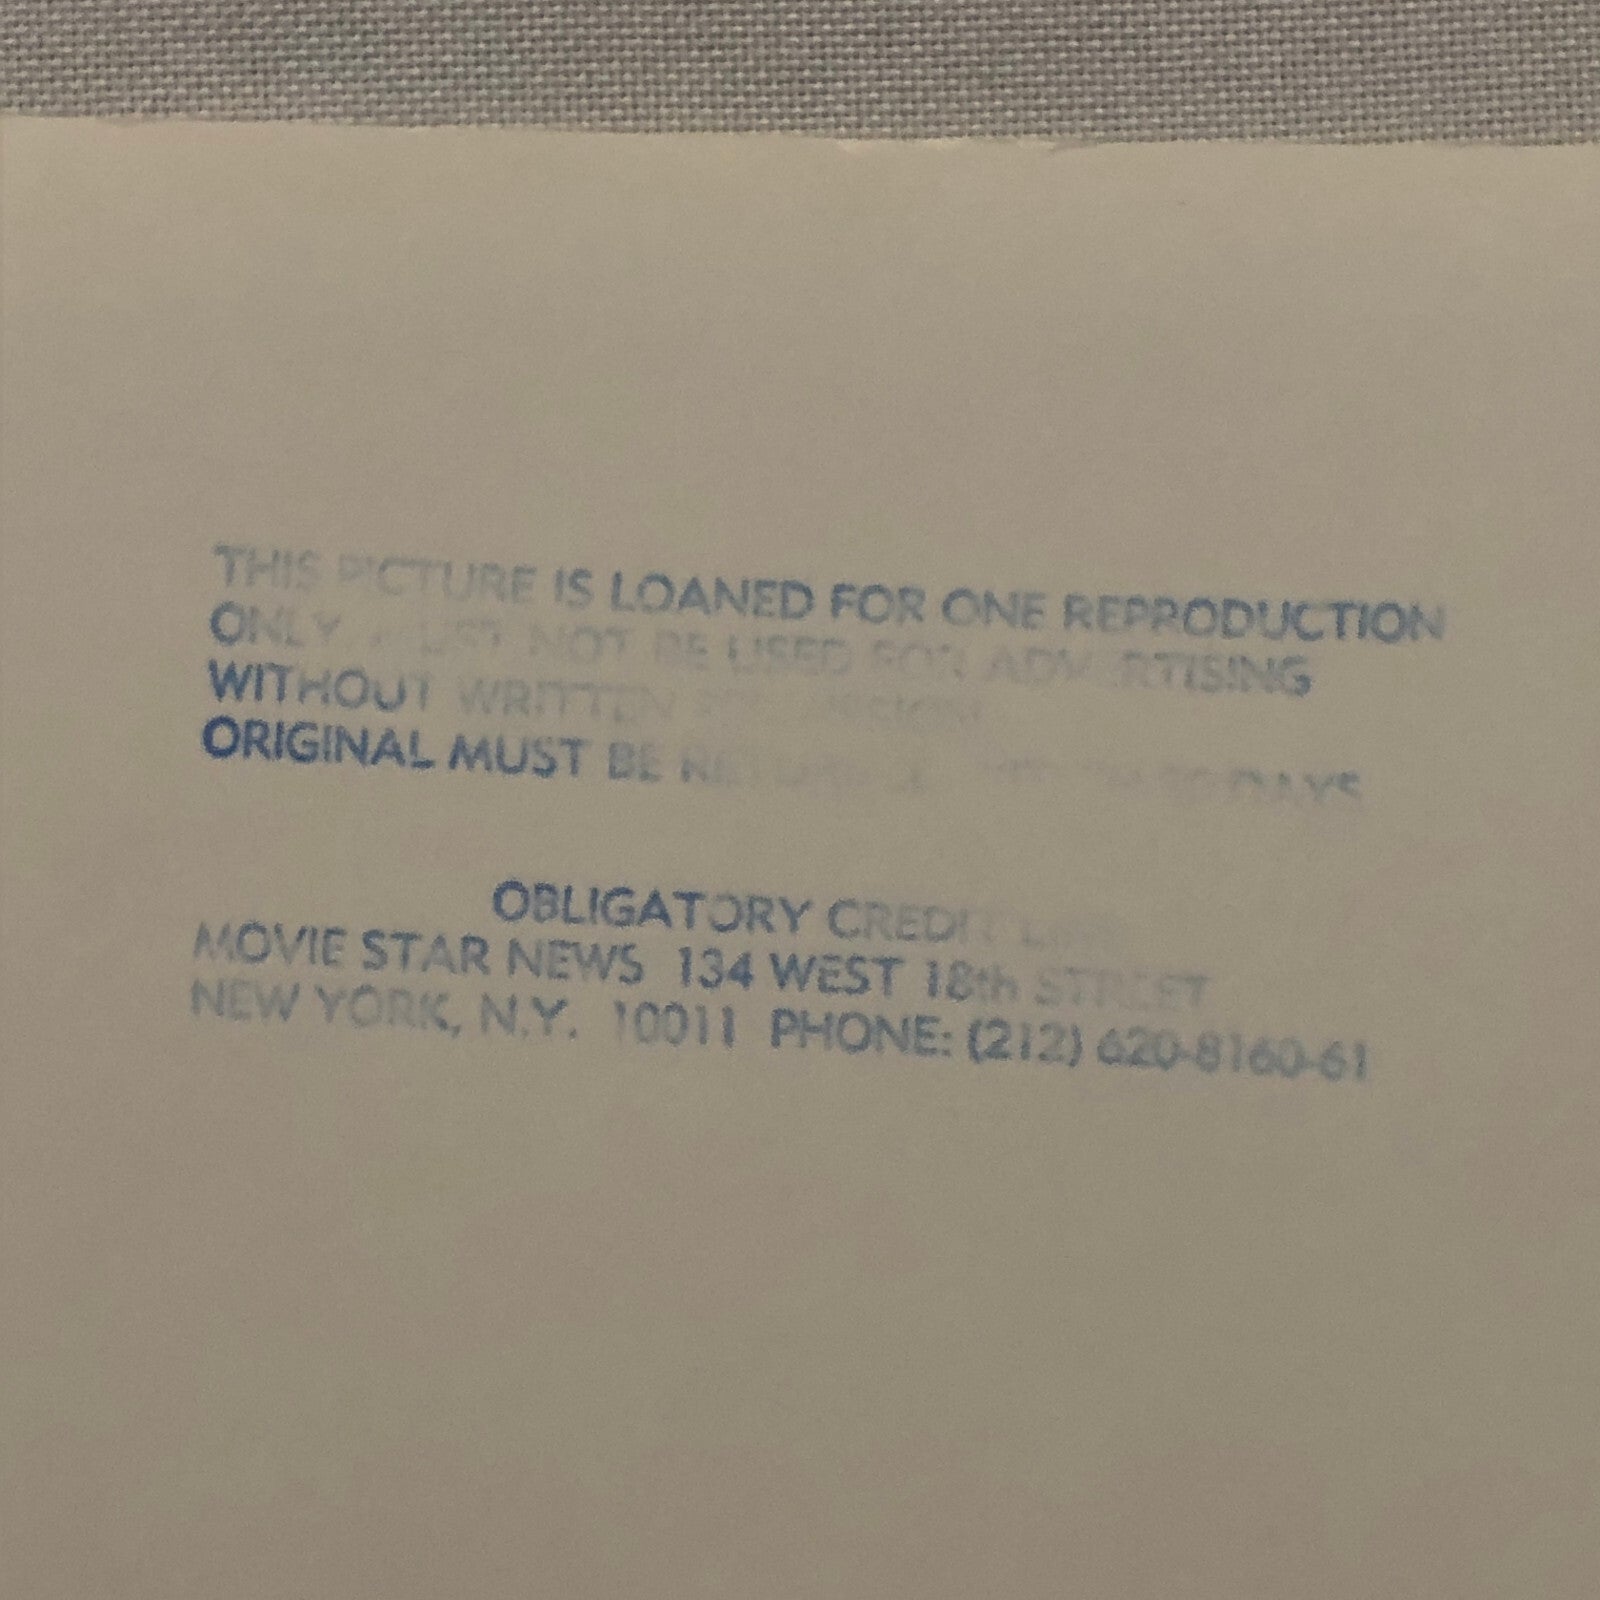 THIS PICTURE IS LOANED FOR ONE REPRODUCTION
ONLY. MUST NOT BE USED FOR ADVERTISING
WITHOUT WRITTEN PERMISSION
ORIGINAL MUST BE DAYS
OBLIGATORY CREDIT
MOVIE STAR NEWS 134 WEST 18th STREET
NEW YORK, N.Y. 10011 PHONE: (212) 620-8160-61